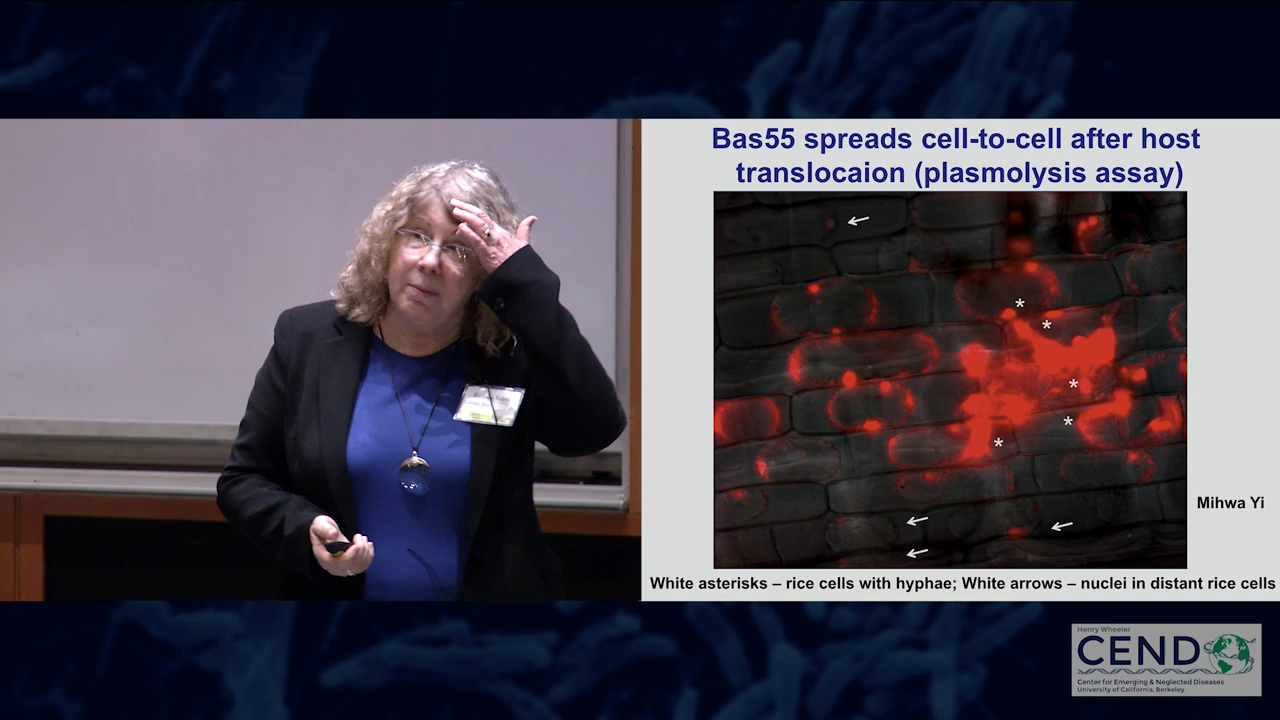 Bas55 spreads cell-to-cell after host
translocaion (plasmolysis assay)
*
*
*
*
*
Mihwa Yi
White asterisks – rice cells with hyphae; White arrows – nuclei in distant rice cells
Henry Wheeler
CEND
Center for Emerging & Neglected Diseases
University of California, Berkeley